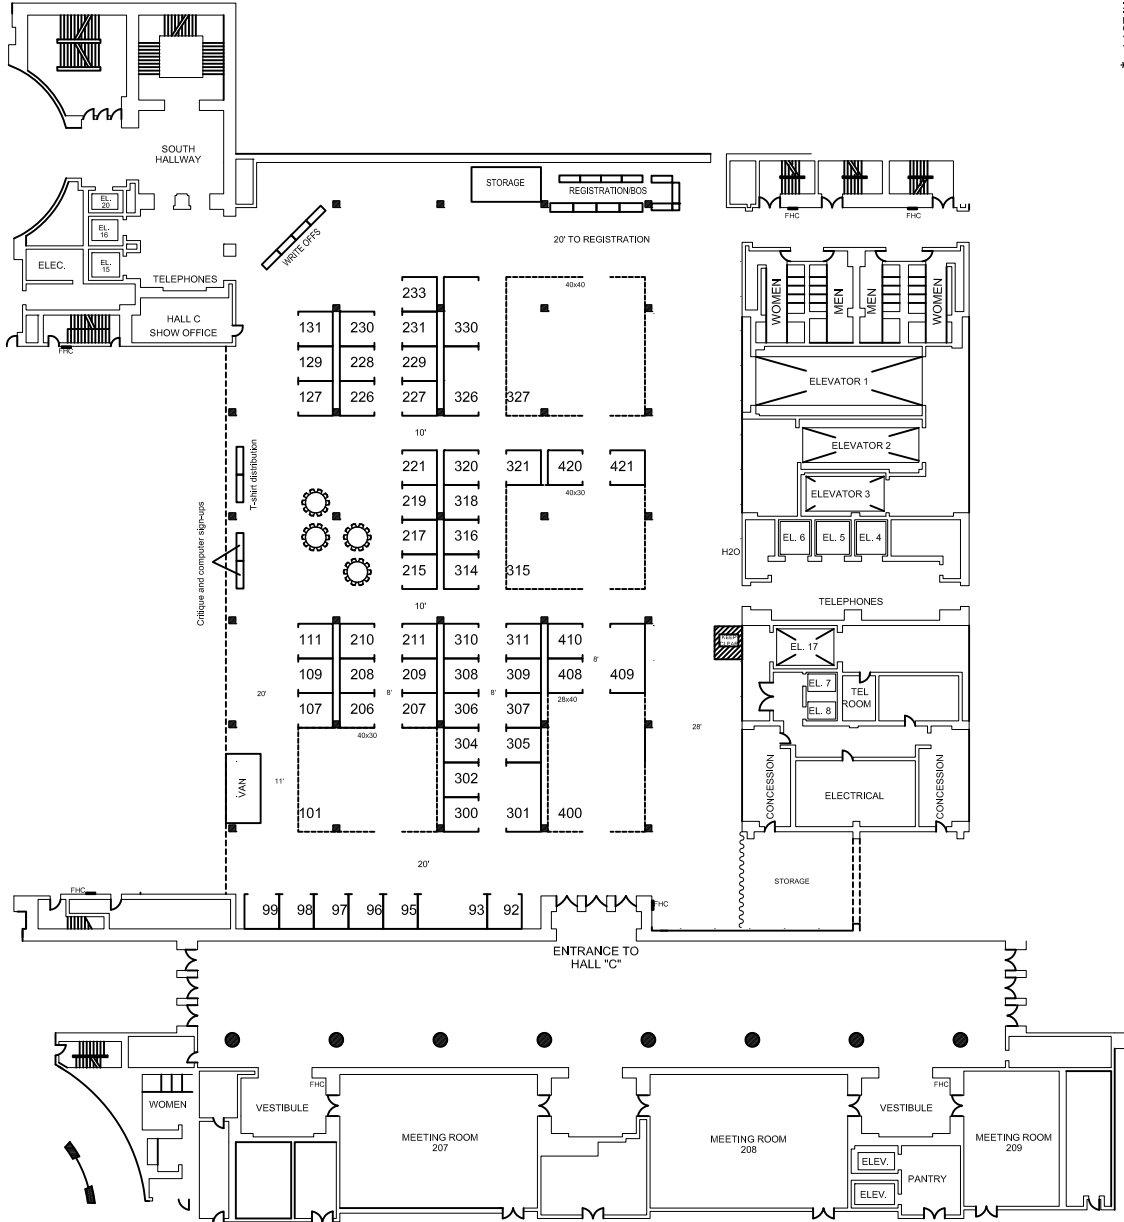 SOUTH
HALLWAY
STORAGE
REGISTRATION/BOS
EL.
20
FHC
FHC
WRITE OFFS
20' TO REGISTRATION
EL.
16
ELEC.
EL.
15
TELEPHONES
HALL C
SHOW OFFICE
FHC
40x40
WOMEN
MEN
MEN
WOMEN
233
131
230
231
330
129
228
229
127
226
227
326
327
ELEVATOR 1
10'
ELEVATOR 2
T-shirt distribution
221
320
321
420
421
40x30
ELEVATOR 3
219
318
Critique and computer sign-ups
217
316
EL. 6
EL. 5
EL. 4
H2O
215
314
315
10'
TELEPHONES
111
210
211
310
311
410
KEEP
CLEAR
EL. 17
8'
109
208
209
308
309
408
409
EL. 7
20'
8'
8'
28x40
TEL
ROOM
107
206
207
306
307
EL. 8
40x30
28'
304
305
VAN
11'
302
CONCESSION
ELECTRICAL
CONCESSION
101
300
301
400
20'
STORAGE
FHC
99
98
97
96
95
93
92
FHC
ENTRANCE TO
HALL "C"
FHC
FHC
WOMEN
VESTIBULE
VESTIBULE
MEETING ROOM
207
MEETING ROOM
208
MEETING ROOM
209
ELEV.
PANTRY
ELEV.